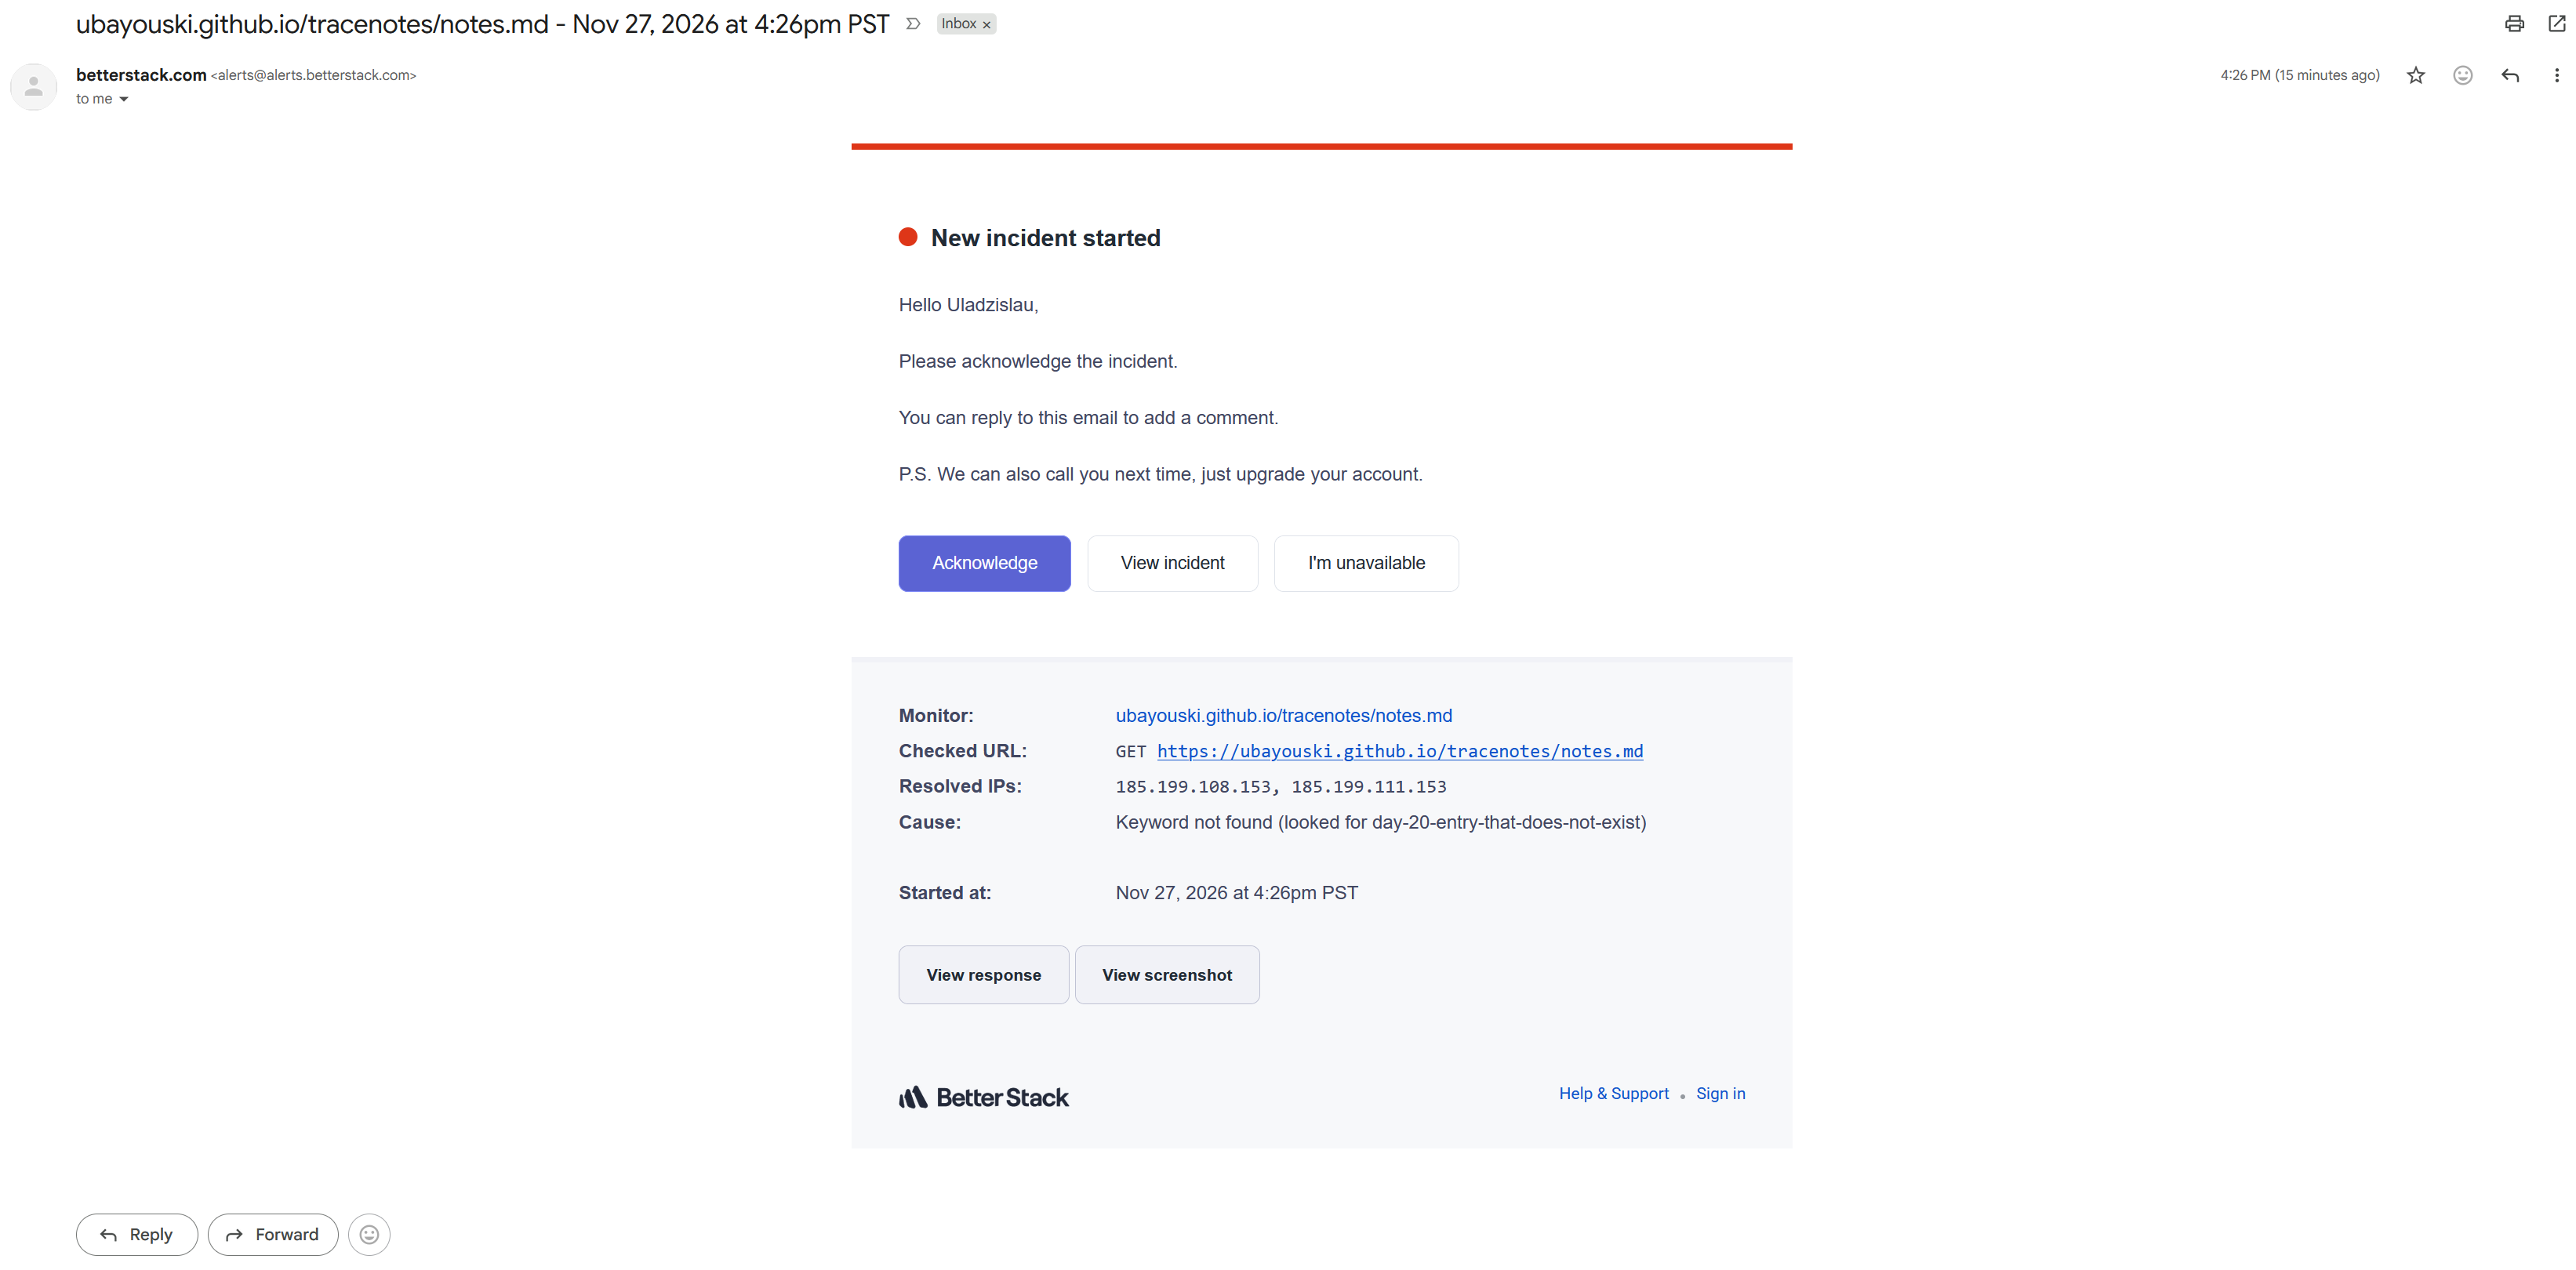 ubayouski.github.io/tracenotes/notes.md - Nov 27, 2026 at 4:26pm PST Inbox ×
betterstack.com <alerts@alerts.betterstack.com> 4:26 PM (15 minutes ago)
to me
New incident started
Hello Uladzislau,
Please acknowledge the incident.
You can reply to this email to add a comment.
P.S. We can also call you next time, just upgrade your account.
Acknowledge View incident I'm unavailable
Monitor: ubayouski.github.io/tracenotes/notes.md
Checked URL: GET https://ubayouski.github.io/tracenotes/notes.md
Resolved IPs: 185.199.108.153, 185.199.111.153
Cause: Keyword not found (looked for day-20-entry-that-does-not-exist)
Started at: Nov 27, 2026 at 4:26pm PST
View response View screenshot
Better Stack Help & Support • Sign in
Reply Forward